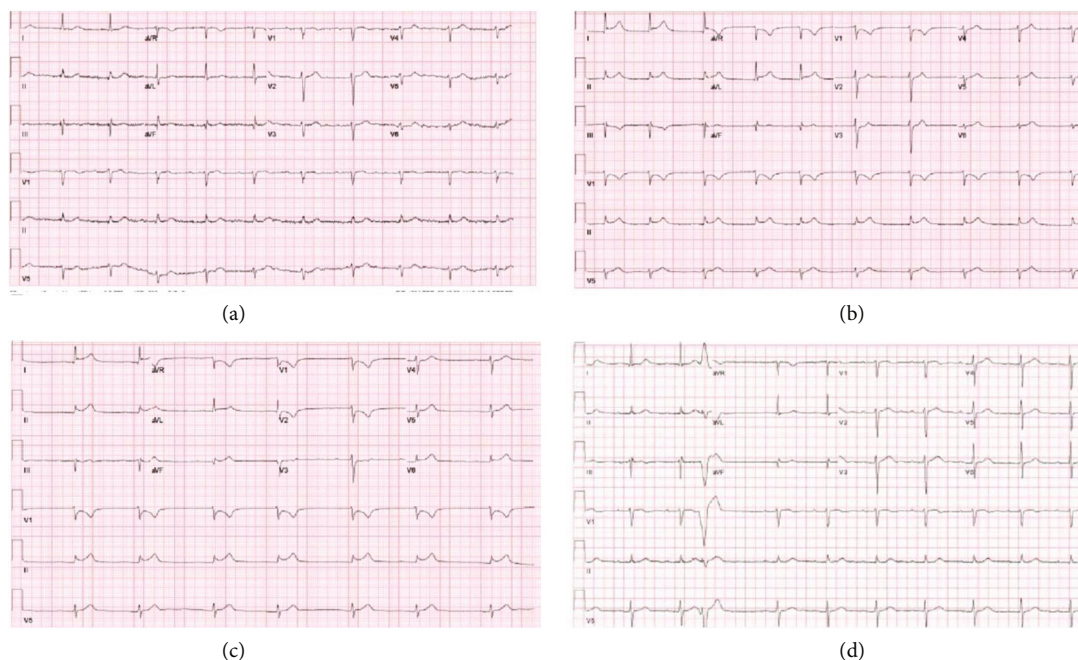 I aVR V1 V4
II aVL V2 V5
III aVF V3 V6
V1
II
V5
(a)
I aVR V1 V4
II aVL V2 V5
III aVF V3 V6
V1
II
V5
(b)
I aVR V1 V4
II aVL V2 V5
III aVF V3 V6
V1
II
V5
(c)
I aVR V1 V4
II aVL V2 V5
III aVF V3 V6
V1
II
V5
(d)